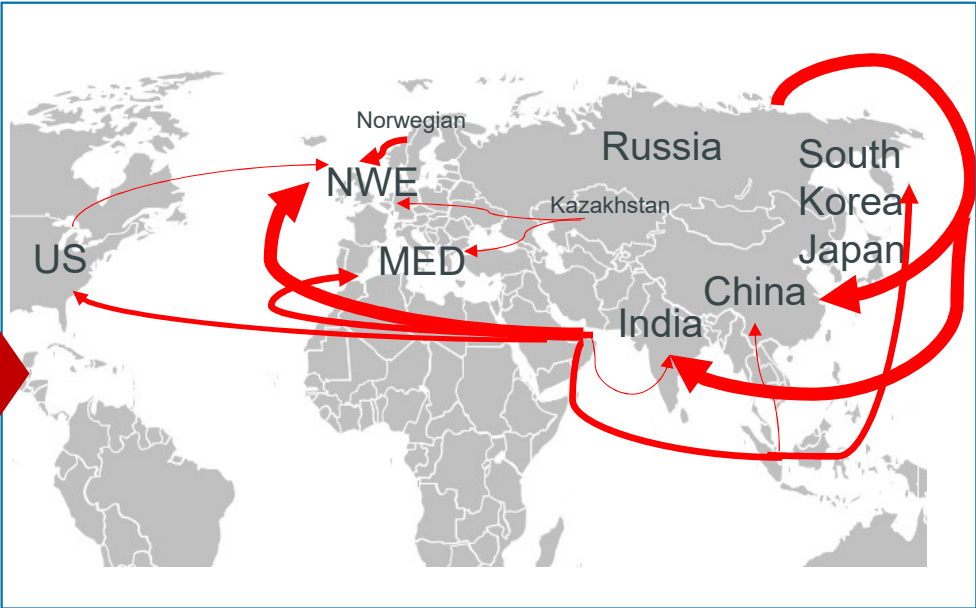 Norwegian
Russia
South
Korea
Japan
NWE
Kazakhstan
US
MED
China
India